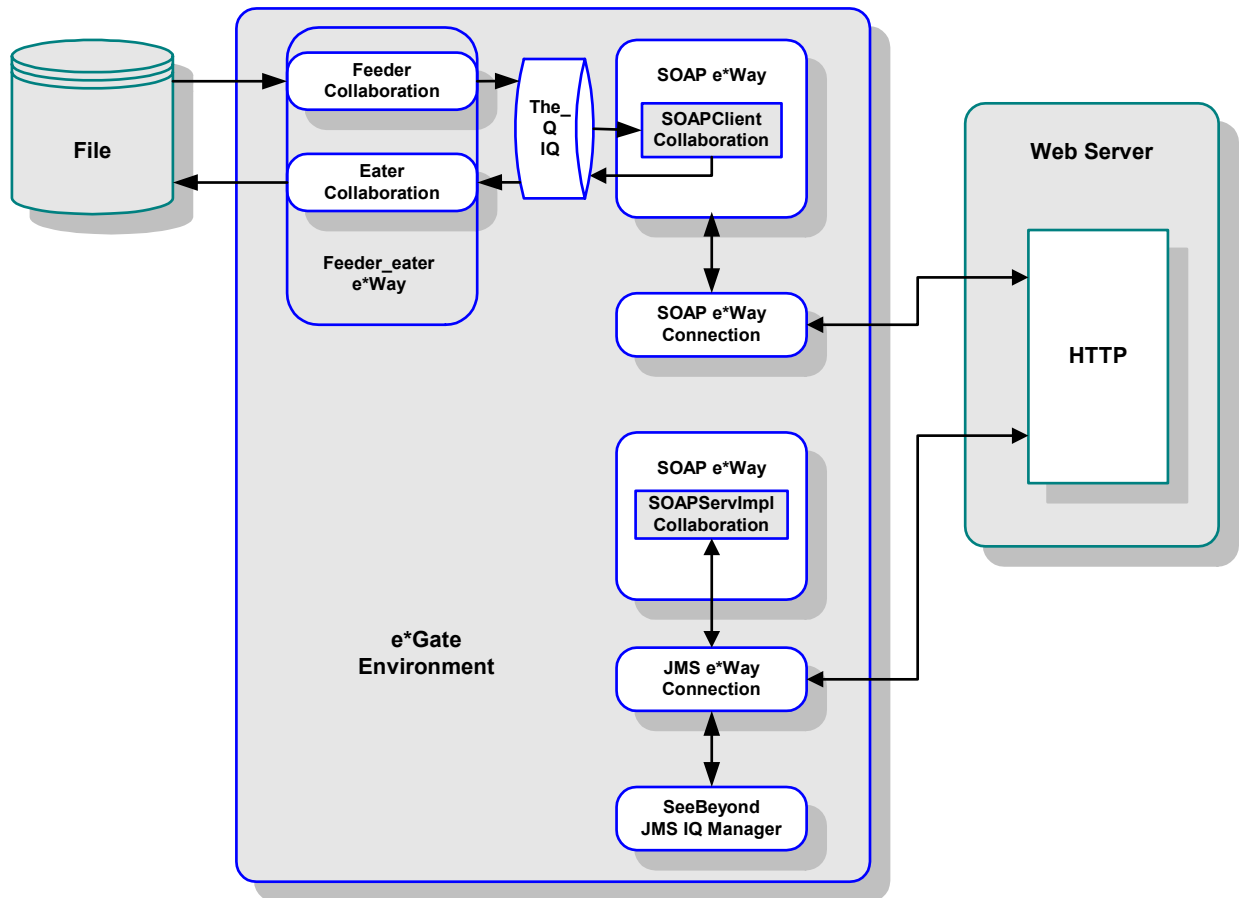 File
Feeder
Collaboration
Eater
Collaboration
Feeder_eater
e*Way
The_
Q
IQ
SOAP e*Way
SOAPClient
Collaboration
SOAP e*Way
Connection
SOAP e*Way
SOAPServImpl
Collaboration
JMS e*Way
Connection
SeeBeyond
JMS IQ Manager
e*Gate
Environment
Web Server
HTTP